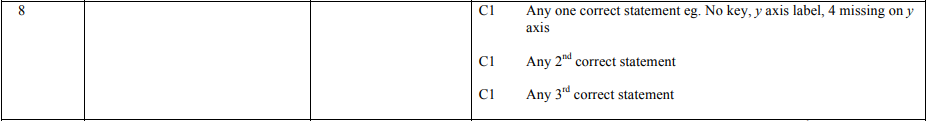 8 C1 Any one correct statement eg. No key, y axis label, 4 missing on y
axis
C1 Any 2nd correct statement
C1 Any 3rd correct statement